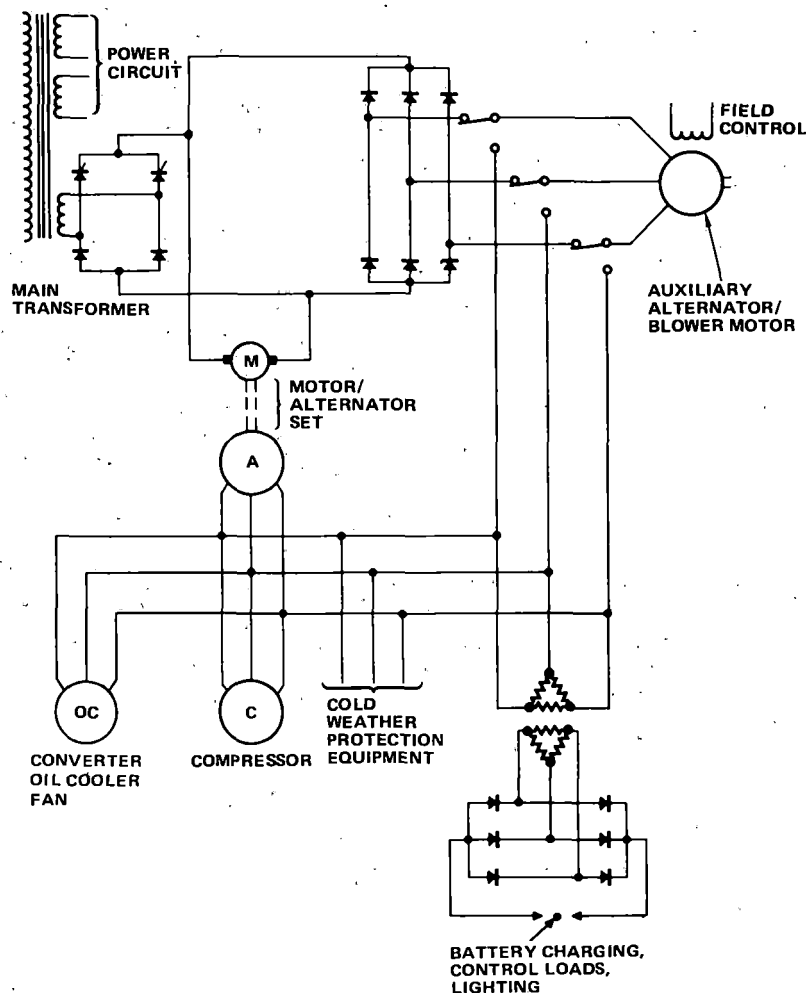 POWER
CIRCUIT
FIELD
CONTROL
MAIN
TRANSFORMER
AUXILIARY
ALTERNATOR/
BLOWER MOTOR
M
MOTOR/
ALTERNATOR
SET
A
OC
C
CONVERTER
OIL COOLER
FAN
COMPRESSOR
COLD
WEATHER
PROTECTION
EQUIPMENT
BATTERY CHARGING,
CONTROL LOADS,
LIGHTING